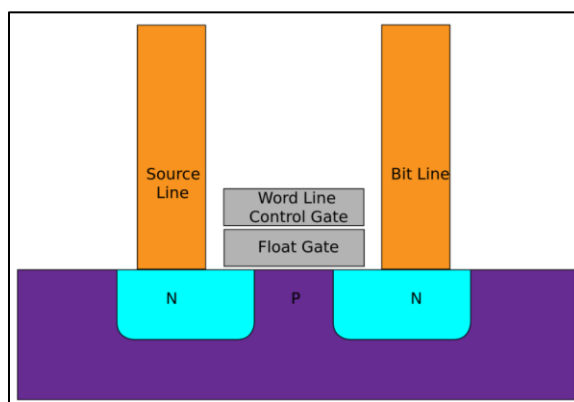 Source
Line
Word Line
Control Gate
Float Gate
Bit Line
N
P
N